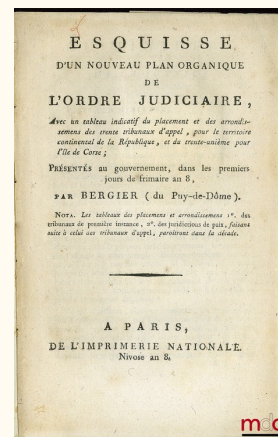 ESQUISSE
D'UN NOUVEAU PLAN ORGANIQUE
DE
L'ORDRE JUDICIAIRE,
Avec un tableau indicatif du placement et des arrondis-
semens des trente tribunaux d'appel, pour le territoire
continental de la République, et du trente-unième pour
l'île de Corse;
PRÉSENTÉS au gouvernement, dans les premiers
jours de frimaire an 8,
PAR BERGIER (du Puy-de-Dôme).
NOTA. Les tableaux des placemens et arrondissemens 1°. des
tribunaux de première instance, 2°. des juridictions de paix, faisant
suite à celui des tribunaux d'appel, paroîtront dans la décade.
A PARIS,
DE L'IMPRIMERIE NATIONALE.
Nivose an 8.